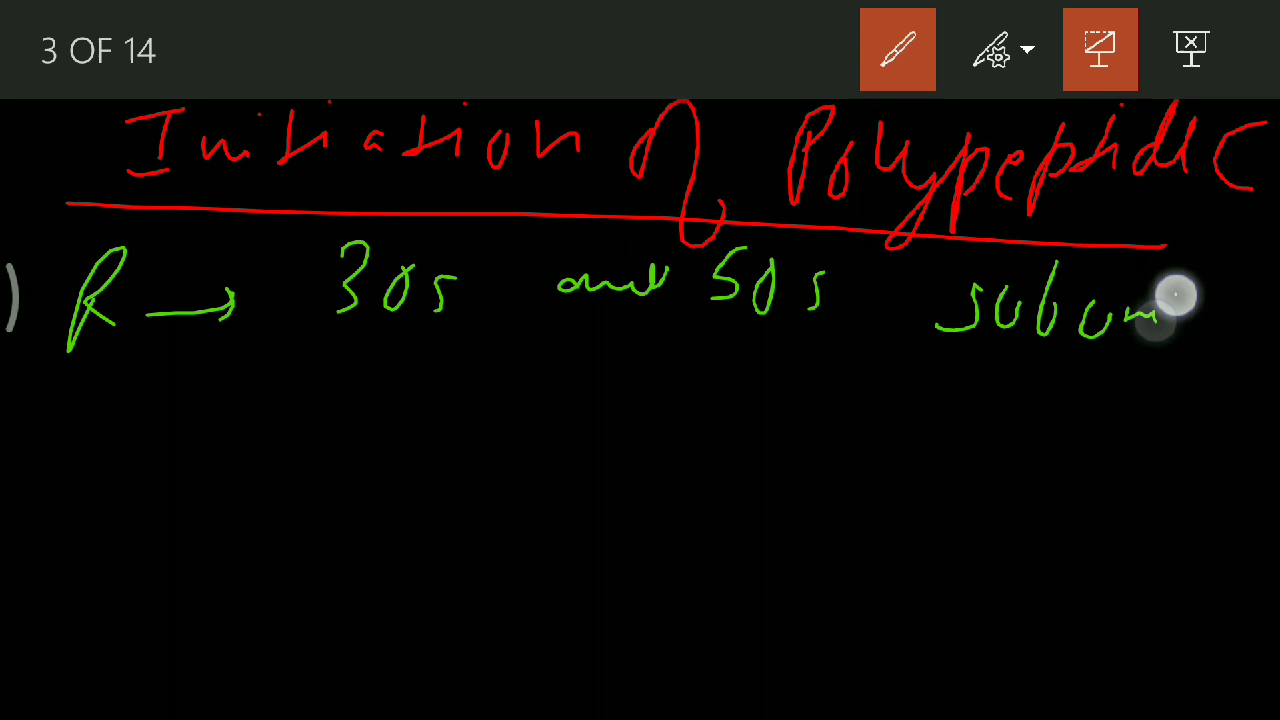 3 OF 14
Initiation of Polypeptide C
) R → 30s and 50s subun